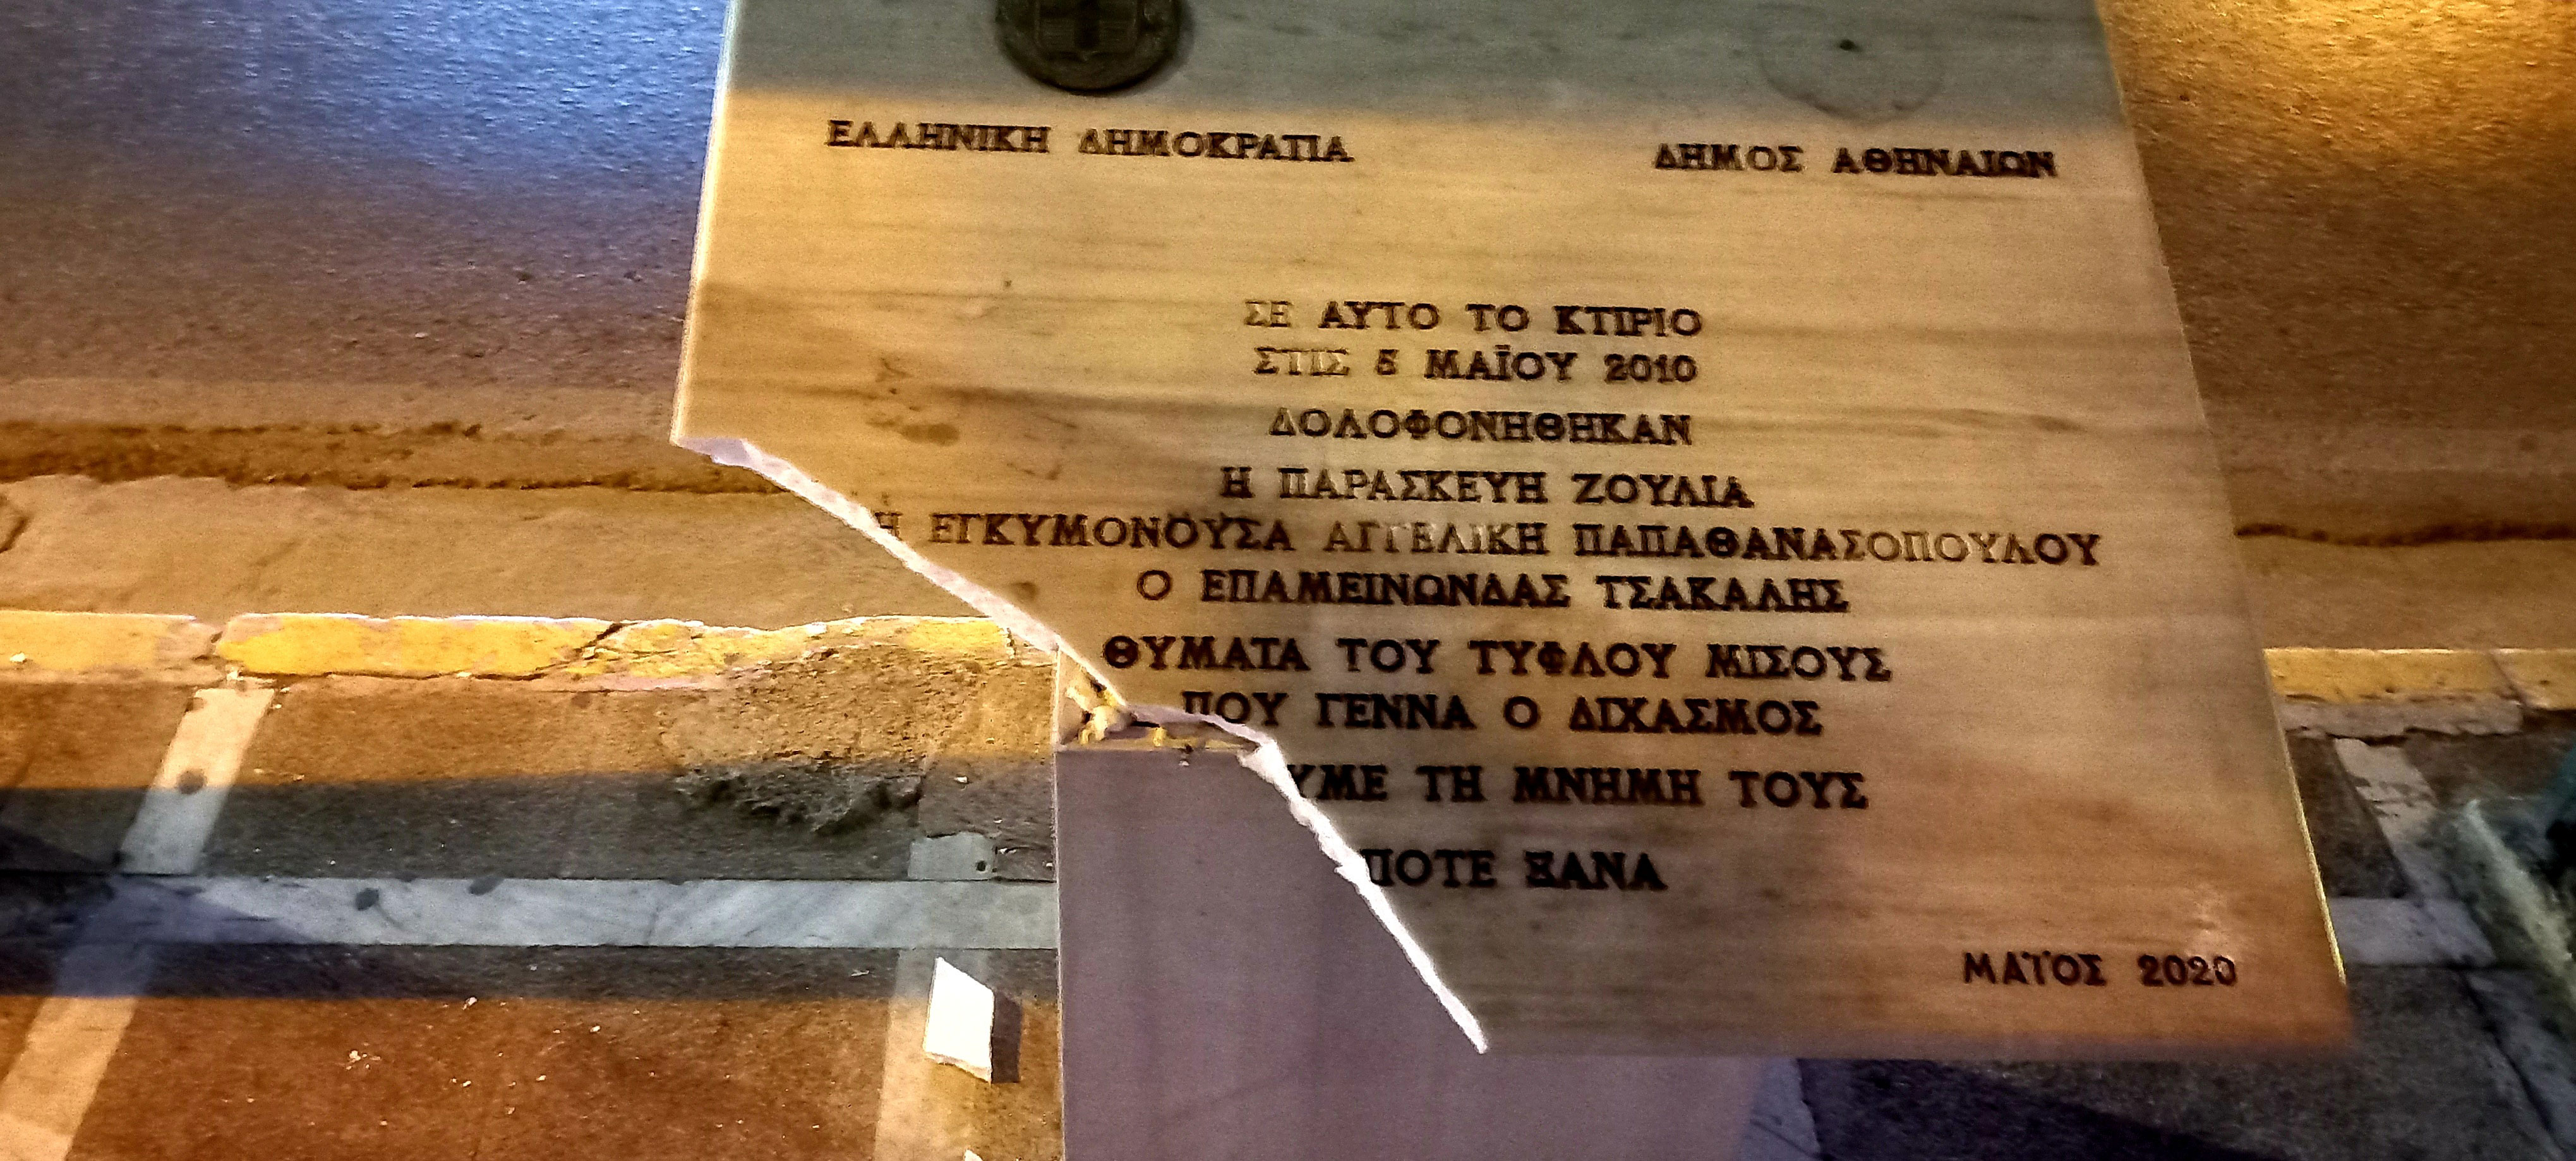 ΕΛΛΗΝΙΚΗ ΔΗΜΟΚΡΑΤΙΑ
ΔΗΜΟΣ ΑΘΗΝΑΙΩΝ
ΣΕ ΑΥΤΟ ΤΟ ΚΤΙΡΙΟ
ΣΤΙΣ 5 ΜΑΪΟΥ 2010
ΔΟΛΟΦΟΝΗΘΗΚΑΝ
Η ΠΑΡΑΣΚΕΥΗ ΖΟΥΛΙΑ
Η ΕΓΚΥΜΟΝΟΥΣΑ ΑΓΓΕΛΙΚΗ ΠΑΠΑΘΑΝΑΣΟΠΟΥΛΟΥ
Ο ΕΠΑΜΕΙΝΩΝΔΑΣ ΤΣΑΚΑΛΗΣ
ΘΥΜΑΤΑ ΤΟΥ ΤΥΦΛΟΥ ΜΙΣΟΥΣ
ΠΟΥ ΓΕΝΝΑ Ο ΔΙΧΑΣΜΟΣ
ΥΜΕ ΤΗ ΜΝΗΜΗ ΤΟΥΣ
ΠΟΤΕ ΞΑΝΑ
ΜΑΪΟΣ 2020